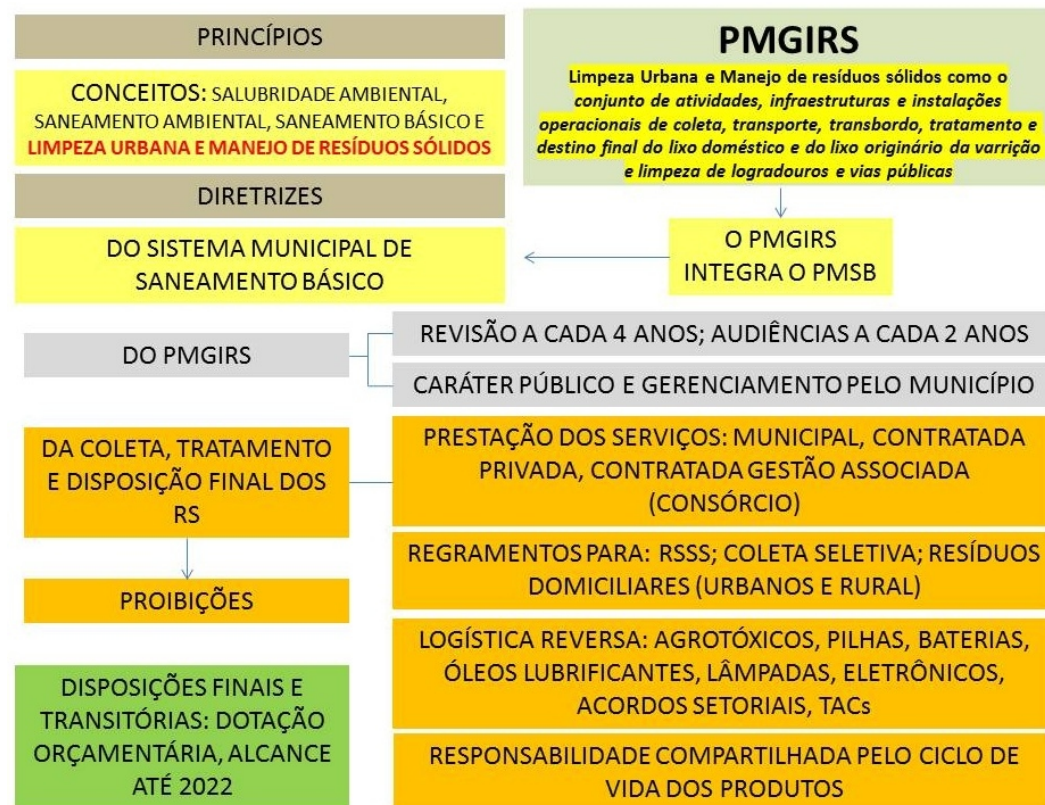 PRINCÍPIOS
CONCEITOS: SALUBRIDADE AMBIENTAL,
SANEAMENTO AMBIENTAL, SANEAMENTO BÁSICO E
LIMPEZA URBANA E MANEJO DE RESÍDUOS SÓLIDOS
DIRETRIZES
DO SISTEMA MUNICIPAL DE
SANEAMENTO BÁSICO
PMGIRS
Limpeza Urbana e Manejo de resíduos sólidos como o
conjunto de atividades, infraestruturas e instalações
operacionais de coleta, transporte, transbordo, tratamento e
destino final do lixo doméstico e do lixo originário da varrição
e limpeza de logradouros e vias públicas
O PMGIRS
INTEGRA O PMSB
DO PMGIRS
REVISÃO A CADA 4 ANOS; AUDIÊNCIAS A CADA 2 ANOS
CARÁTER PÚBLICO E GERENCIAMENTO PELO MUNICÍPIO
DA COLETA, TRATAMENTO
E DISPOSIÇÃO FINAL DOS
RS
PROIBIÇÕES
PRESTAÇÃO DOS SERVIÇOS: MUNICIPAL, CONTRATADA
PRIVADA, CONTRATADA GESTÃO ASSOCIADA
(CONSÓRCIO)
REGRAMENTOS PARA: RSSS; COLETA SELETIVA; RESÍDUOS
DOMICILIARES (URBANOS E RURAL)
LOGÍSTICA REVERSA: AGROTÓXICOS, PILHAS, BATERIAS,
ÓLEOS LUBRIFICANTES, LÂMPADAS, ELETRÔNICOS,
ACORDOS SETORIAIS, TACs
RESPONSABILIDADE COMPARTILHADA PELO CICLO DE
VIDA DOS PRODUTOS
DISPOSIÇÕES FINAIS E
TRANSITÓRIAS: DOTAÇÃO
ORÇAMENTÁRIA, ALCANCE
ATÉ 2022